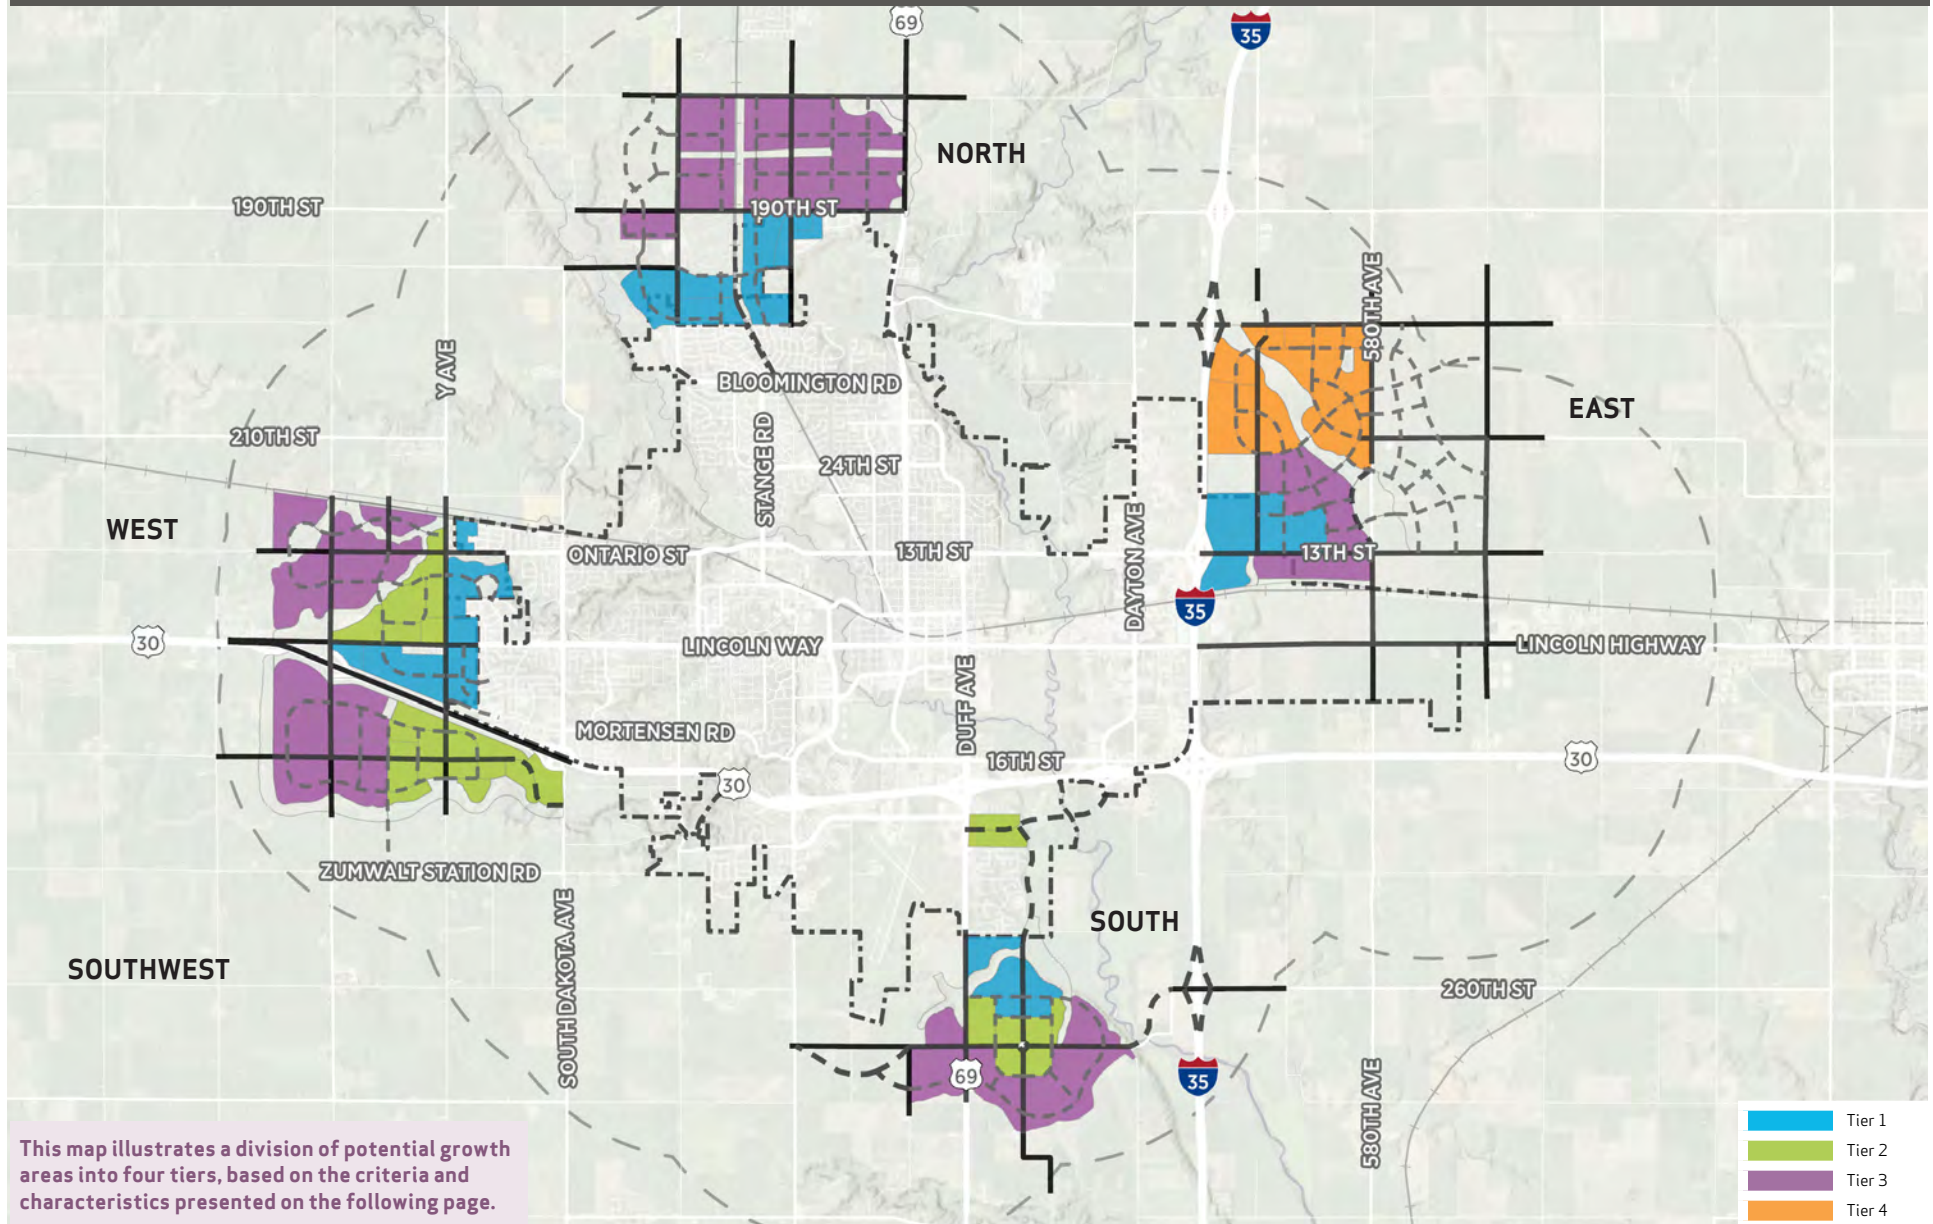 69
35
NORTH
190TH ST
190TH ST
580TH AVE
Y AVE
BLOOMINGTON RD
EAST
210TH ST
STANGE RD
24TH ST
WEST
ONTARIO ST
13TH ST
DAYTON AVE
13TH ST
35
30
LINCOLN WAY
LINCOLN HIGHWAY
DUFF AVE
MORTENSEN RD
16TH ST
30
30
ZUMWALT STATION RD
SOUTH DAKOTA AVE
SOUTH
SOUTHWEST
260TH ST
69
35
580TH AVE
This map illustrates a division of potential growth
areas into four tiers, based on the criteria and
characteristics presented on the following page.
Tier 1
Tier 2
Tier 3
Tier 4